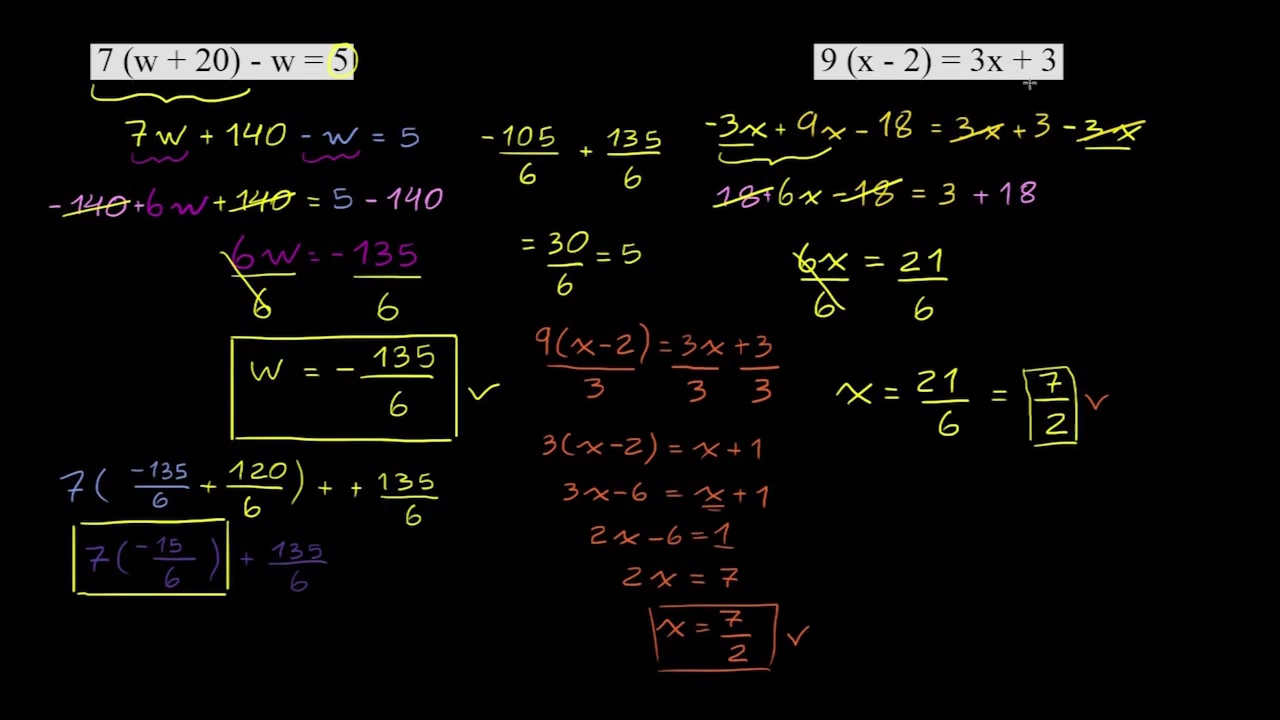 7 (w + 20) - w = 5
7w + 140 - w = 5
-140 + 6w + 140 = 5 - 140
6w = -135
6 6
w = - 135
6
7( -135/6 + 120/6 ) + + 135/6
7( -15/6 ) + 135/6
-105/6 + 135/6
= 30/6 = 5
9(x-2) = 3x + 3
3 3 3
3(x-2) = x + 1
3x - 6 = x + 1
2x - 6 = 1
2x = 7
x = 7/2
9 (x - 2) = 3x + 3
-3x + 9x - 18 = 3x + 3 - 3x
18 + 6x - 18 = 3 + 18
6x = 21
6 6
x = 21/6 = 7/2